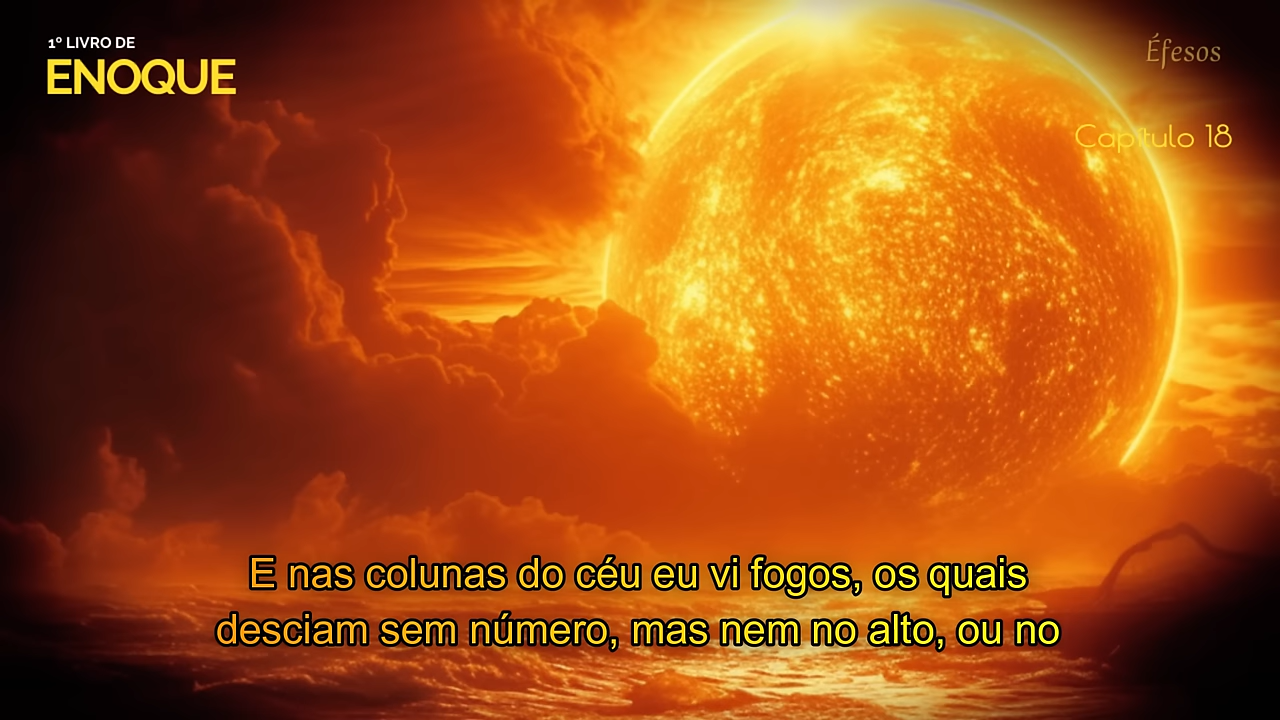 1º LIVRO DE
ENOQUE
Éfesos
Capítulo 18
E nas colunas do céu eu vi fogos, os quais
desciam sem número, mas nem no alto, ou no